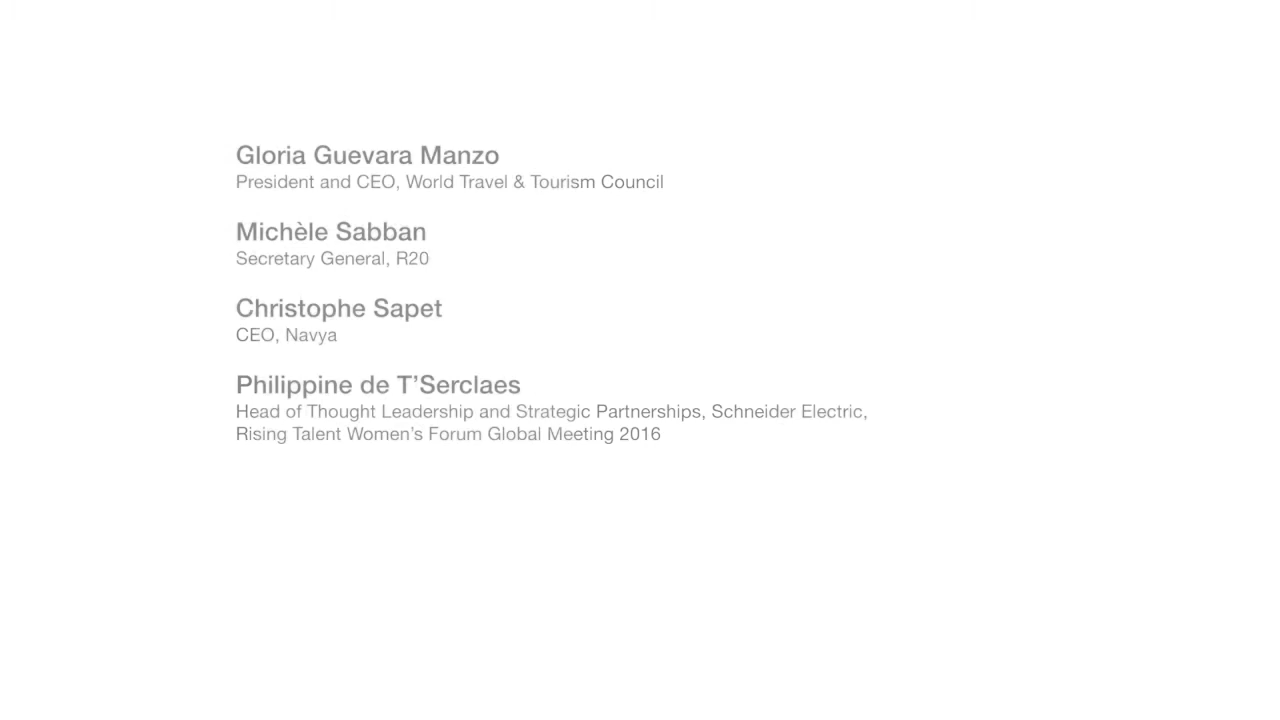 Gloria Guevara Manzo
President and CEO, World Travel & Tourism Council
Michèle Sabban
Secretary General, R20
Christophe Sapet
CEO, Navya
Philippine de T’Serclaes
Head of Thought Leadership and Strategic Partnerships, Schneider Electric,
Rising Talent Women’s Forum Global Meeting 2016